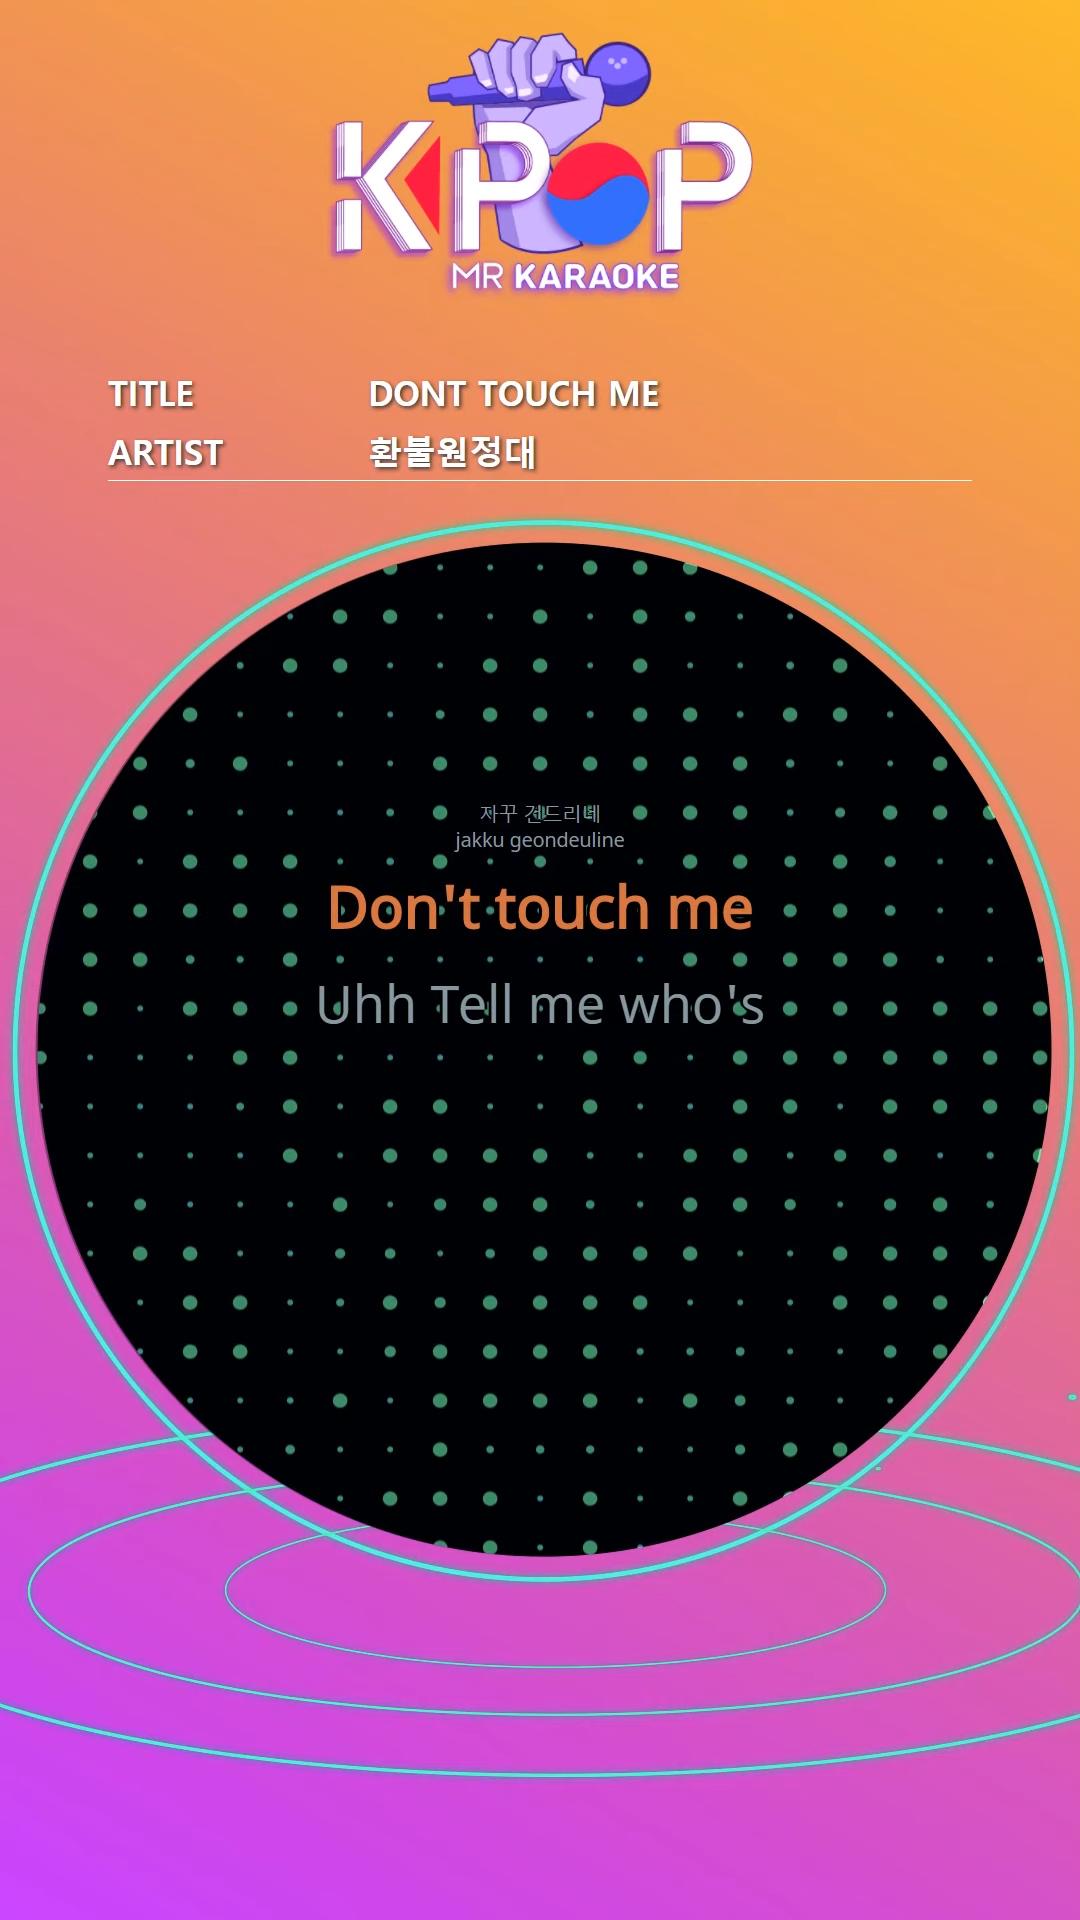 KPOP
MR KARAOKE
TITLE DONT TOUCH ME
ARTIST 환불원정대
자꾸 건드리네
jakku geondeuline
Don't touch me
Uhh Tell me who's